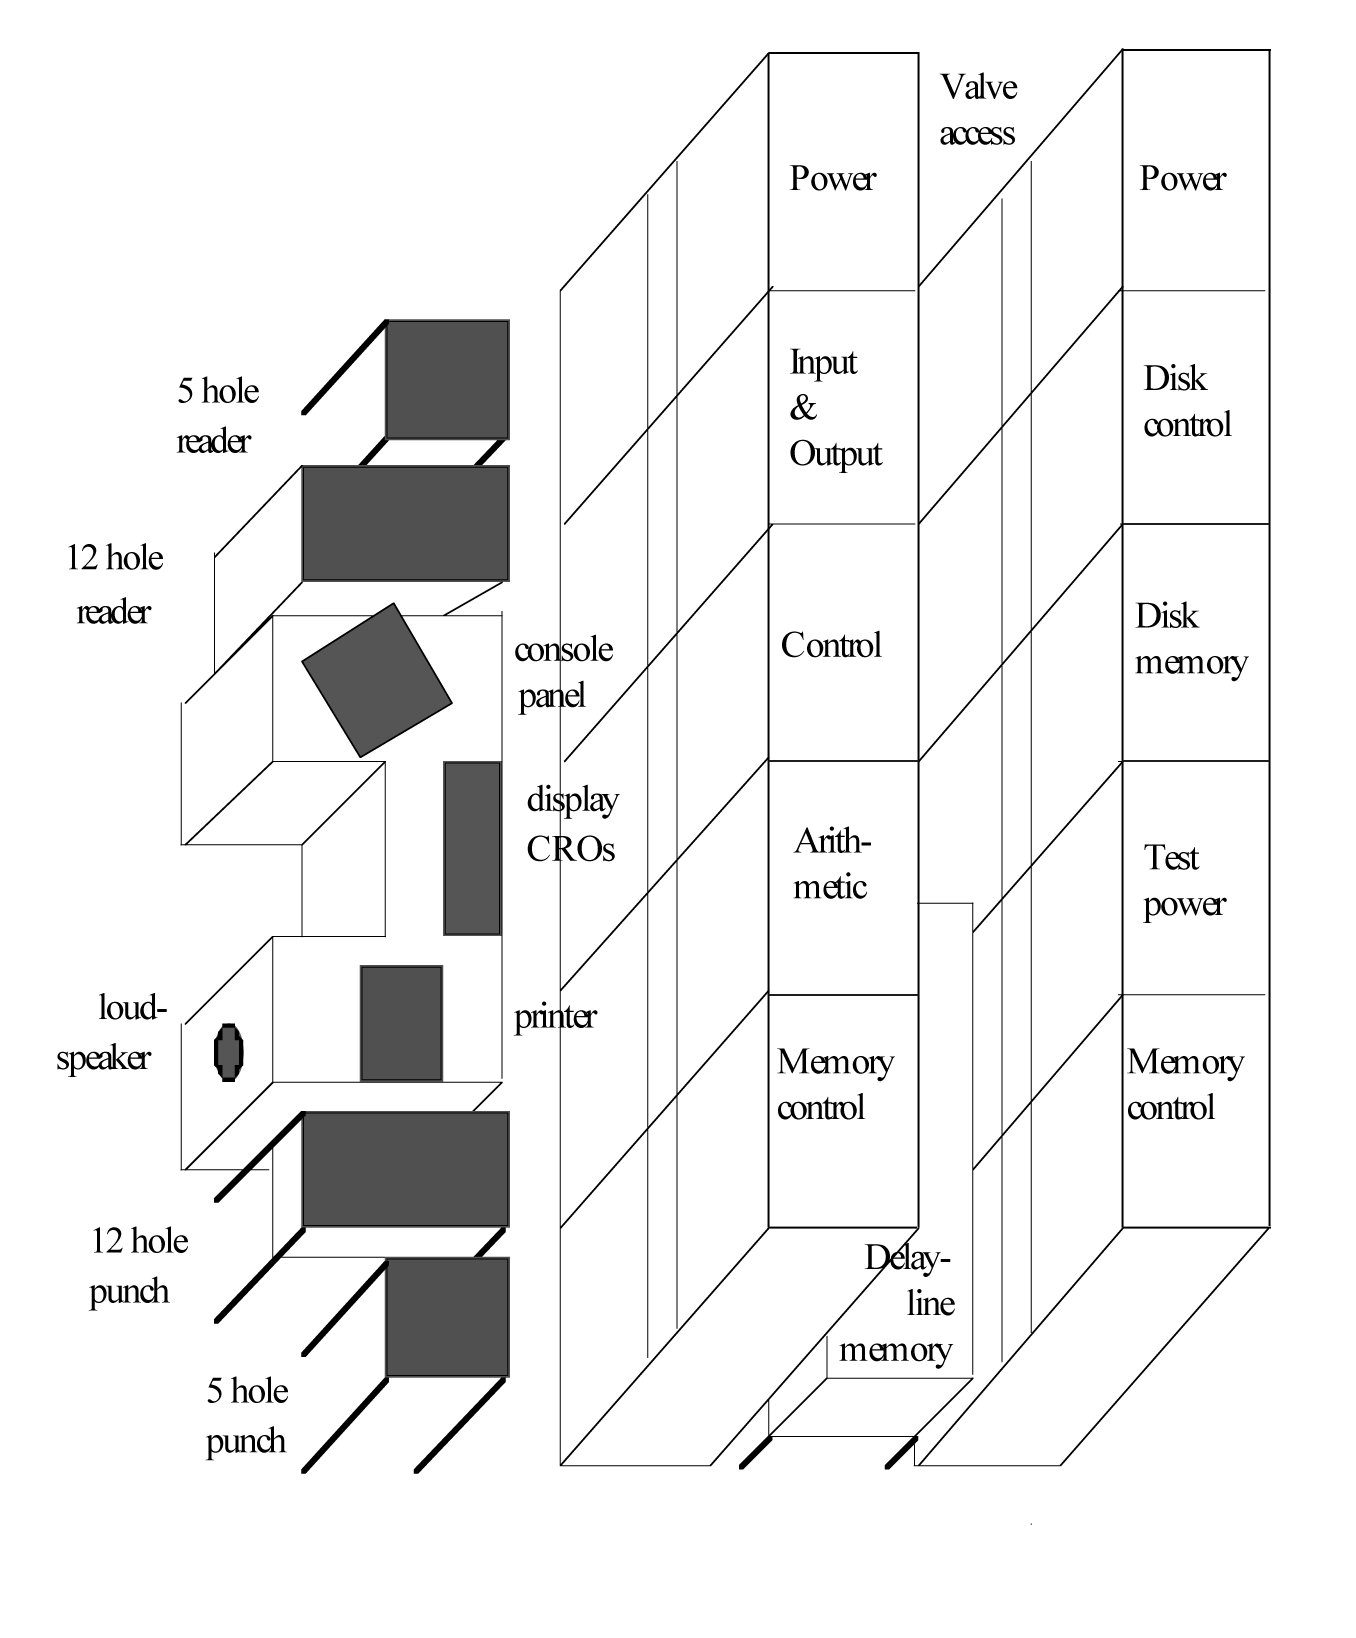 Valve
access
Power
Power
Input
&
Output
Disk
control
5 hole
reader
12 hole
reader
console
panel
Control
Disk
memory
display
CROs
Arith-
metic
Test
power
loud-
speaker
printer
Memory
control
Memory
control
12 hole
punch
Delay-
line
memory
5 hole
punch